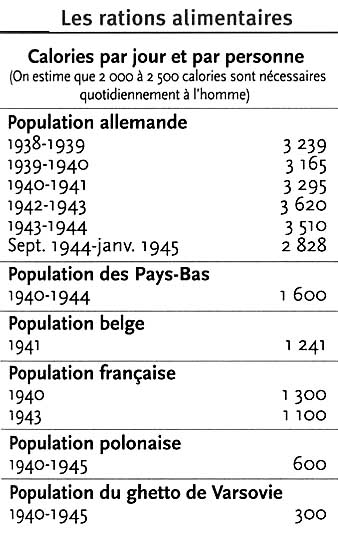 Les rations alimentaires
Calories par jour et par personne
(On estime que 2 000 à 2 500 calories sont nécessaires
quotidiennement à l'homme)
Population allemande
1938-1939 3 239
1939-1940 3 165
1940-1941 3 295
1942-1943 3 620
1943-1944 3 510
Sept. 1944-janv. 1945 2 828
Population des Pays-Bas
1940-1944 1 600
Population belge
1941 1 241
Population française
1940 1 300
1943 1 100
Population polonaise
1940-1945 600
Population du ghetto de Varsovie
1940-1945 300